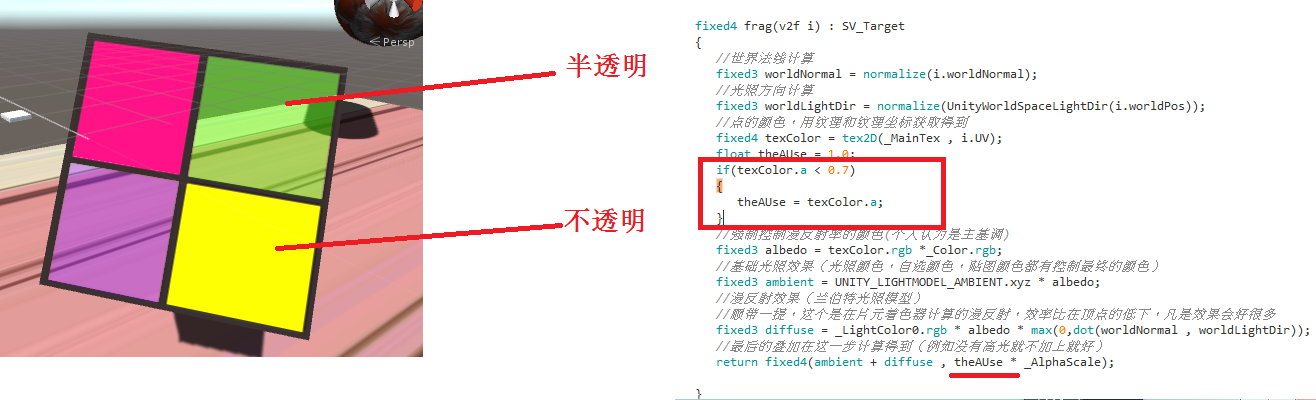 Persp
半透明
不透明
fixed4 frag(v2f i) : SV_Target
{
//世界法线计算
fixed3 worldNormal = normalize(i.worldNormal);
//光照方向计算
fixed3 worldLightDir = normalize(UnityWorldSpaceLightDir(i.worldPos));
//点的颜色，用纹理和纹理坐标获取得到
fixed4 texColor = tex2D(_MainTex , i.UV);
float theAUse = 1.0;
if(texColor.a < 0.7)
{
theAUse = texColor.a;
}
//强制控制漫反射率的颜色(个人认为是主基调)
fixed3 albedo = texColor.rgb *_Color.rgb;
//基础光照效果（光照颜色，自选颜色，贴图颜色都有控制最终的颜色）
fixed3 ambient = UNITY_LIGHTMODEL_AMBIENT.xyz * albedo;
//漫反射效果（兰伯特光照模型）
//顺带一提，这个是在片元着色器计算的漫反射，效率比在顶点的低下，凡是效果会好很多
fixed3 diffuse = _LightColor0.rgb * albedo * max(0,dot(worldNormal , worldLightDir));
//最后的叠加在这一步计算得到（例如没有高光就不加上就好）
return fixed4(ambient + diffuse , theAUse * _AlphaScale);
}